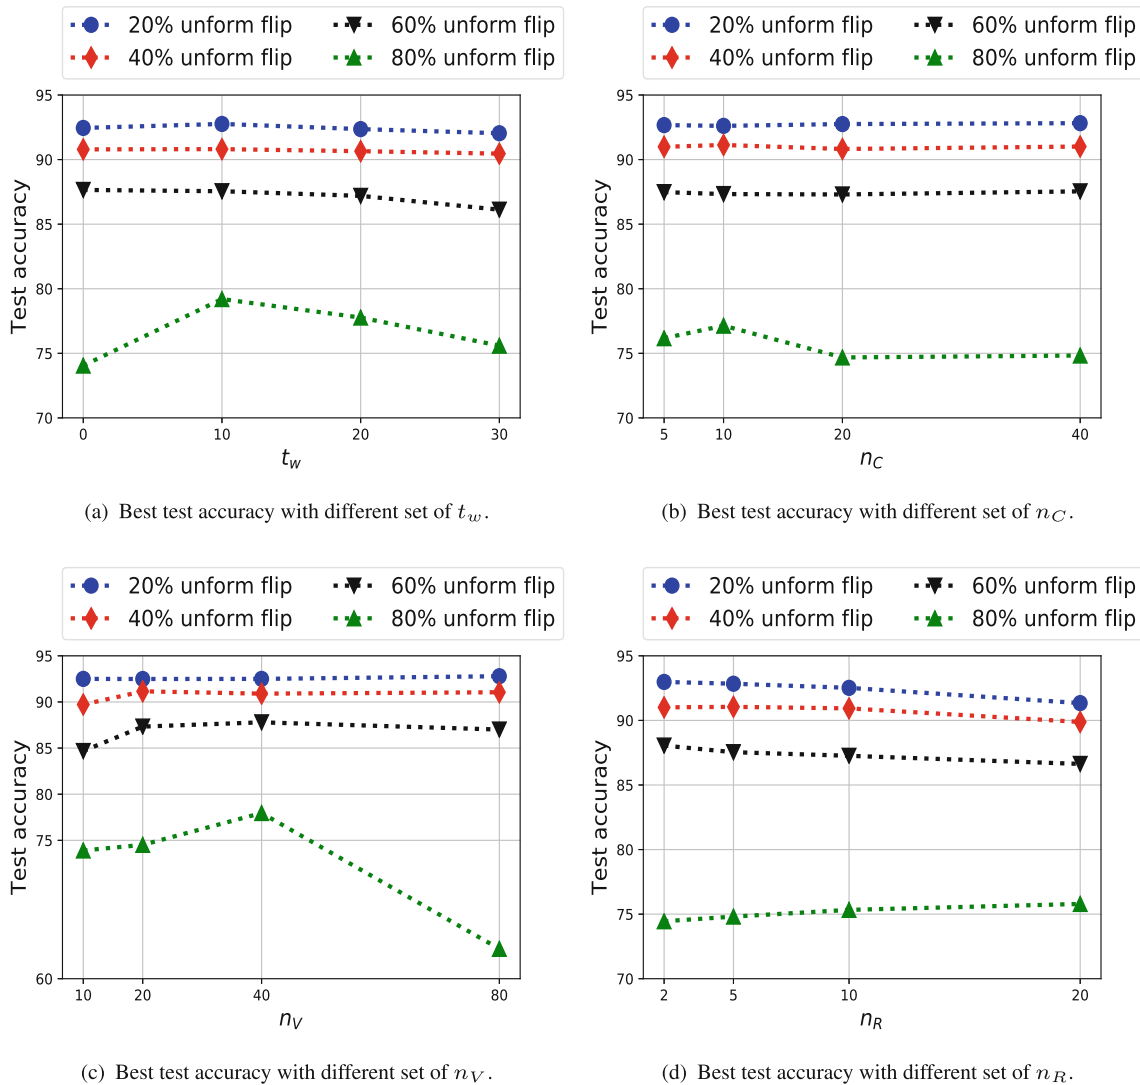 20% unform flip 60% unform flip 20% unform flip 60% unform flip
40% unform flip 80% unform flip 40% unform flip 80% unform flip
95
90
85
80
75
70
Test accuracy
0 10 20 30
t_w
95
90
85
80
75
70
Test accuracy
5 10 20 40
n_C
(a) Best test accuracy with different set of t_w.
(b) Best test accuracy with different set of n_C.
20% unform flip 60% unform flip 20% unform flip 60% unform flip
40% unform flip 80% unform flip 40% unform flip 80% unform flip
95
90
85
80
75
60
Test accuracy
10 20 40 80
n_V
95
90
85
80
75
70
Test accuracy
2 5 10 20
n_R
(c) Best test accuracy with different set of n_V.
(d) Best test accuracy with different set of n_R.